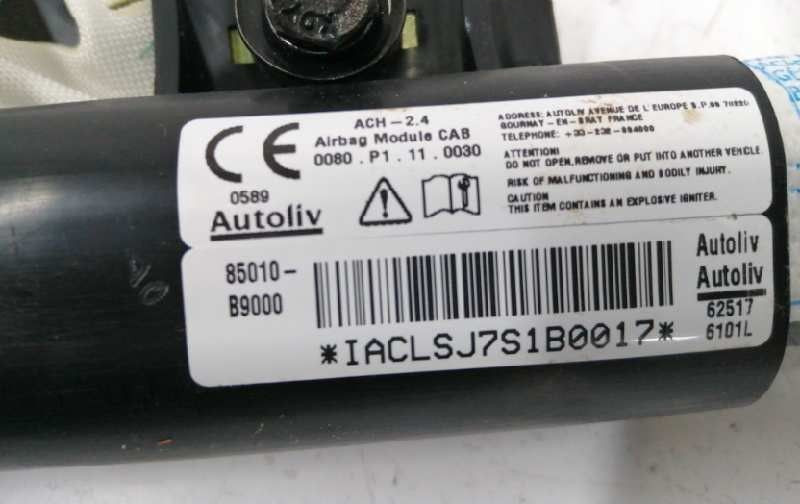 ACH-2.4
Airbag Module CAB
0080 . P1 . 11 . 0030
CE
0589
Autoliv
ADDRESS: AUTOLIV AVENUE DE L'EUROPE B.P.
GOURNAY - EN - BRAY FRANCE
TELEPHONE:
ATTENTION!
DO NOT OPEN,REMOVE OR PUT INTO ANOTHER VEHICLE.
RISK OF MALFUNCTIONING AND BODILY INJURY.
CAUTION
THIS ITEM CONTAINS AN EXPLOSIVE IGNITER.
85010-
B9000
*IACLSJ7S1B0017*
Autoliv
Autoliv
62517
6101L